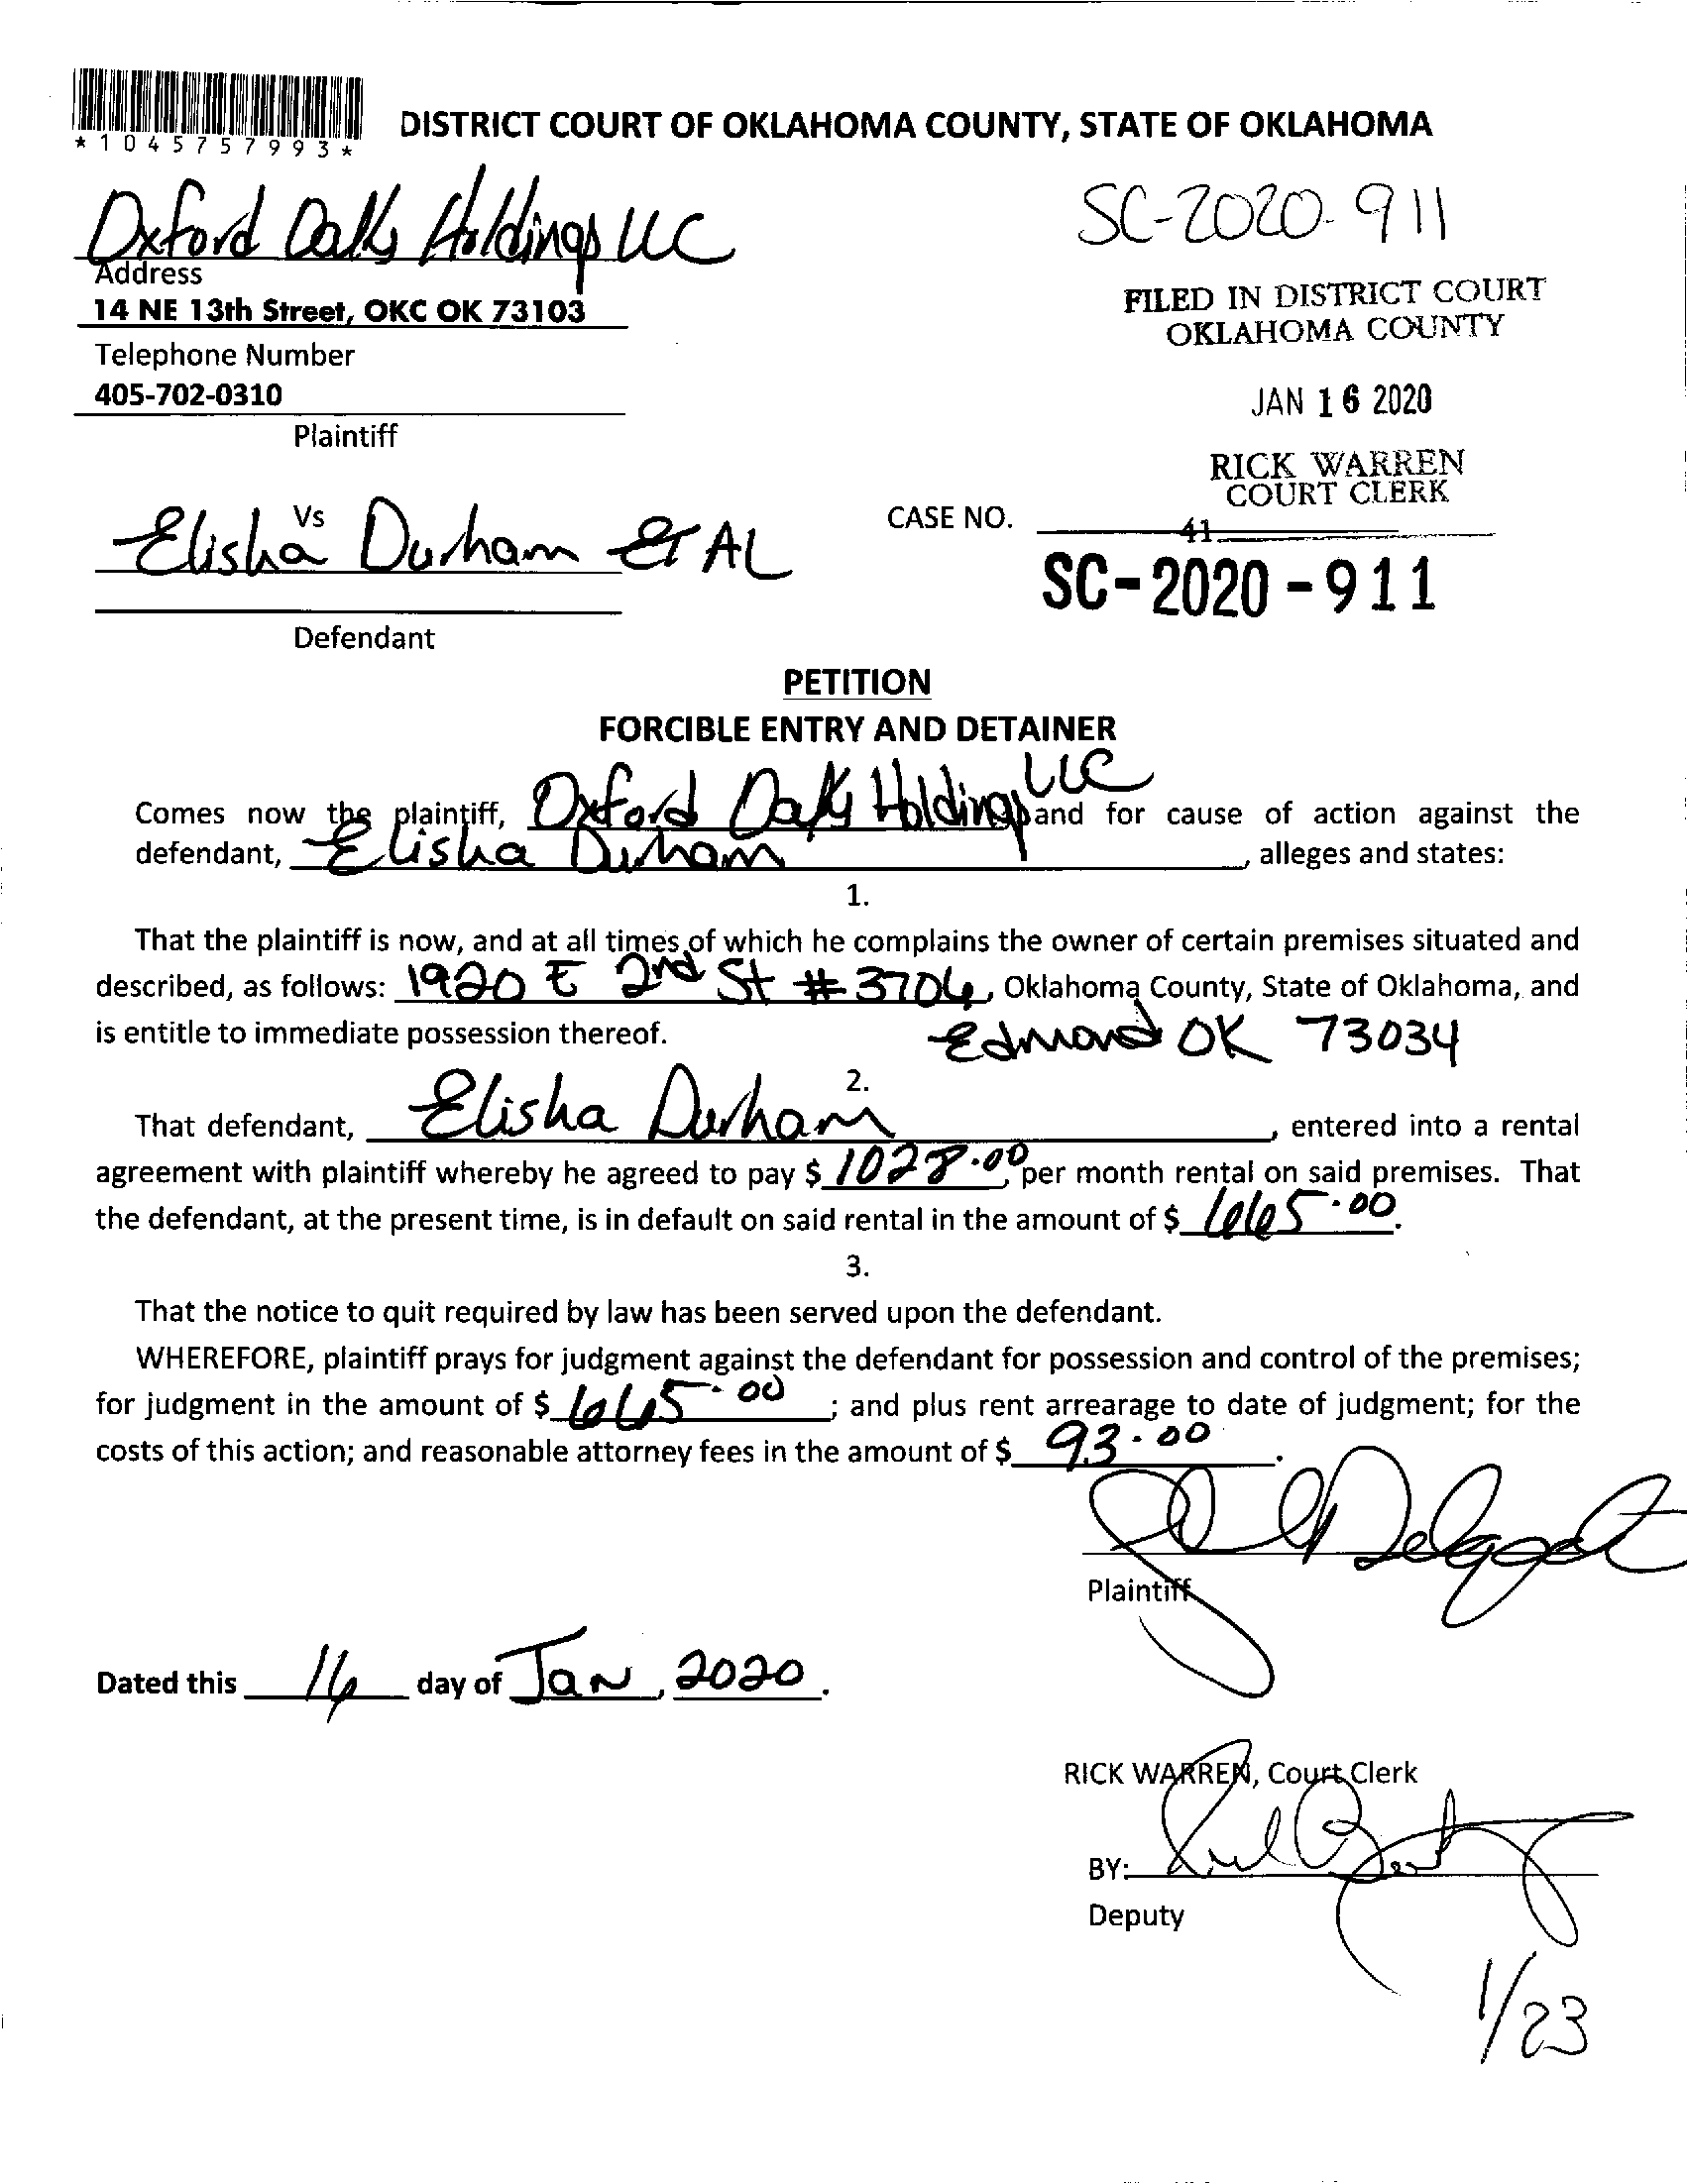 *1045757993*
DISTRICT COURT OF OKLAHOMA COUNTY, STATE OF OKLAHOMA
Oxford Oaks Holdings LLC
SC-2020-911
Address
14 NE 13th Street, OKC OK 73103
FILED IN DISTRICT COURT
OKLAHOMA COUNTY
Telephone Number
405-702-0310
JAN 16 2020
Plaintiff
RICK WARREN
COURT CLERK
Vs
Elisha Durham ET AL
CASE NO.
41
SC-2020-911
Defendant
PETITION
FORCIBLE ENTRY AND DETAINER
Comes now the plaintiff, Oxford Oaks Holdings LLC and for cause of action against the
defendant, Elisha Durham, alleges and states:
1.
That the plaintiff is now, and at all times of which he complains the owner of certain premises situated and
described, as follows: 1920 E 2nd St # 3706, Oklahoma County, State of Oklahoma, and
is entitle to immediate possession thereof. Edmond OK 73034
2.
That defendant, Elisha Durham, entered into a rental
agreement with plaintiff whereby he agreed to pay $ 1028.00, per month rental on said premises. That
the defendant, at the present time, is in default on said rental in the amount of $ 665.00.
3.
That the notice to quit required by law has been served upon the defendant.
WHEREFORE, plaintiff prays for judgment against the defendant for possession and control of the premises;
for judgment in the amount of $ 665.00; and plus rent arrearage to date of judgment; for the
costs of this action; and reasonable attorney fees in the amount of $ 93.00.
Plaintiff
Dated this 16 day of JAN, 2020.
RICK WARREN, Court Clerk
BY:
Deputy
1/23